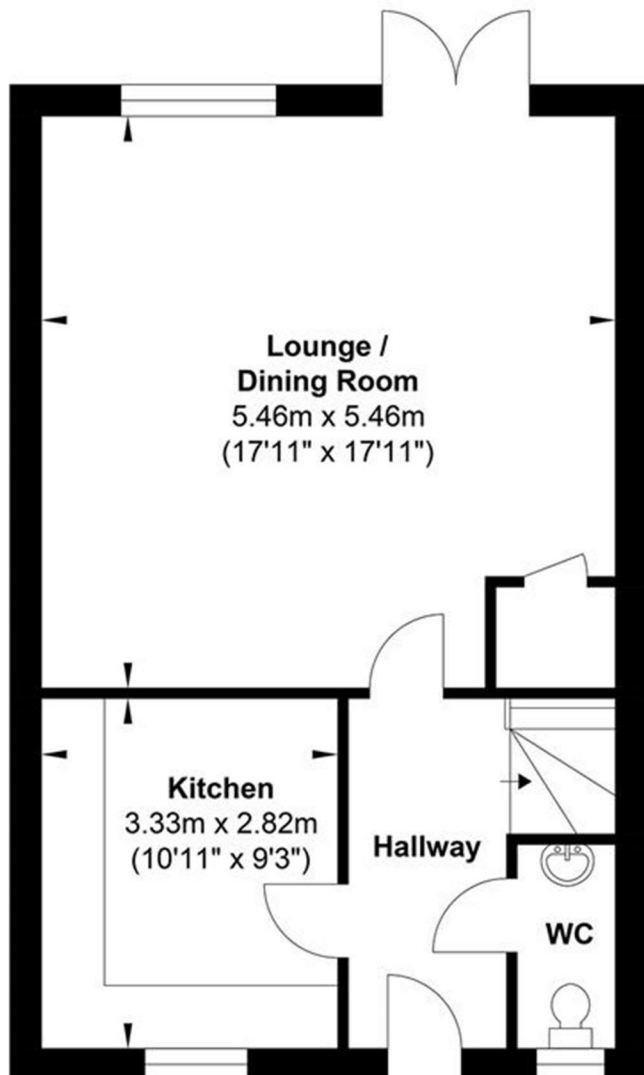 Lounge /
Dining Room
5.46m x 5.46m
(17'11" x 17'11")
Kitchen
3.33m x 2.82m
(10'11" x 9'3")
Hallway
WC